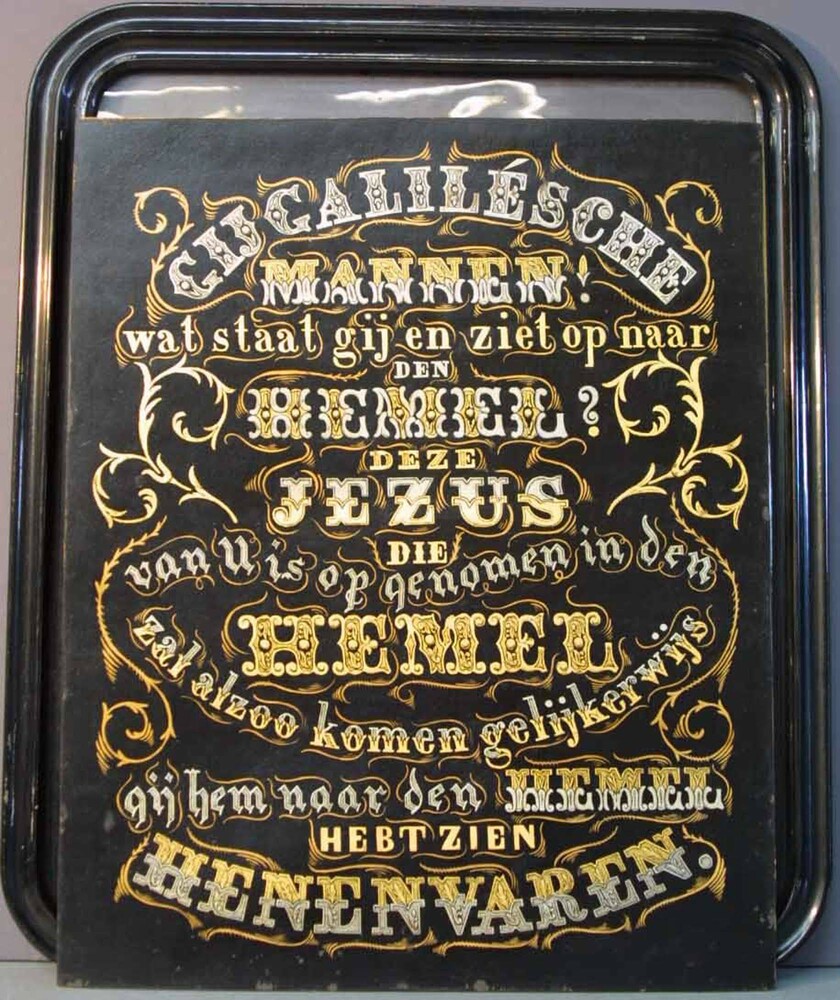 GIJ GALILÉSCHE
MANNEN!
wat staat gij en ziet op naar
DEN
HEMEL?
DEZE
JEZUS
DIE
van U is op genomen in den
HEMEL
zal alzoo komen gelijkerwijs
gij hem naar den HEMEL
HEBT ZIEN
HENENVAREN.